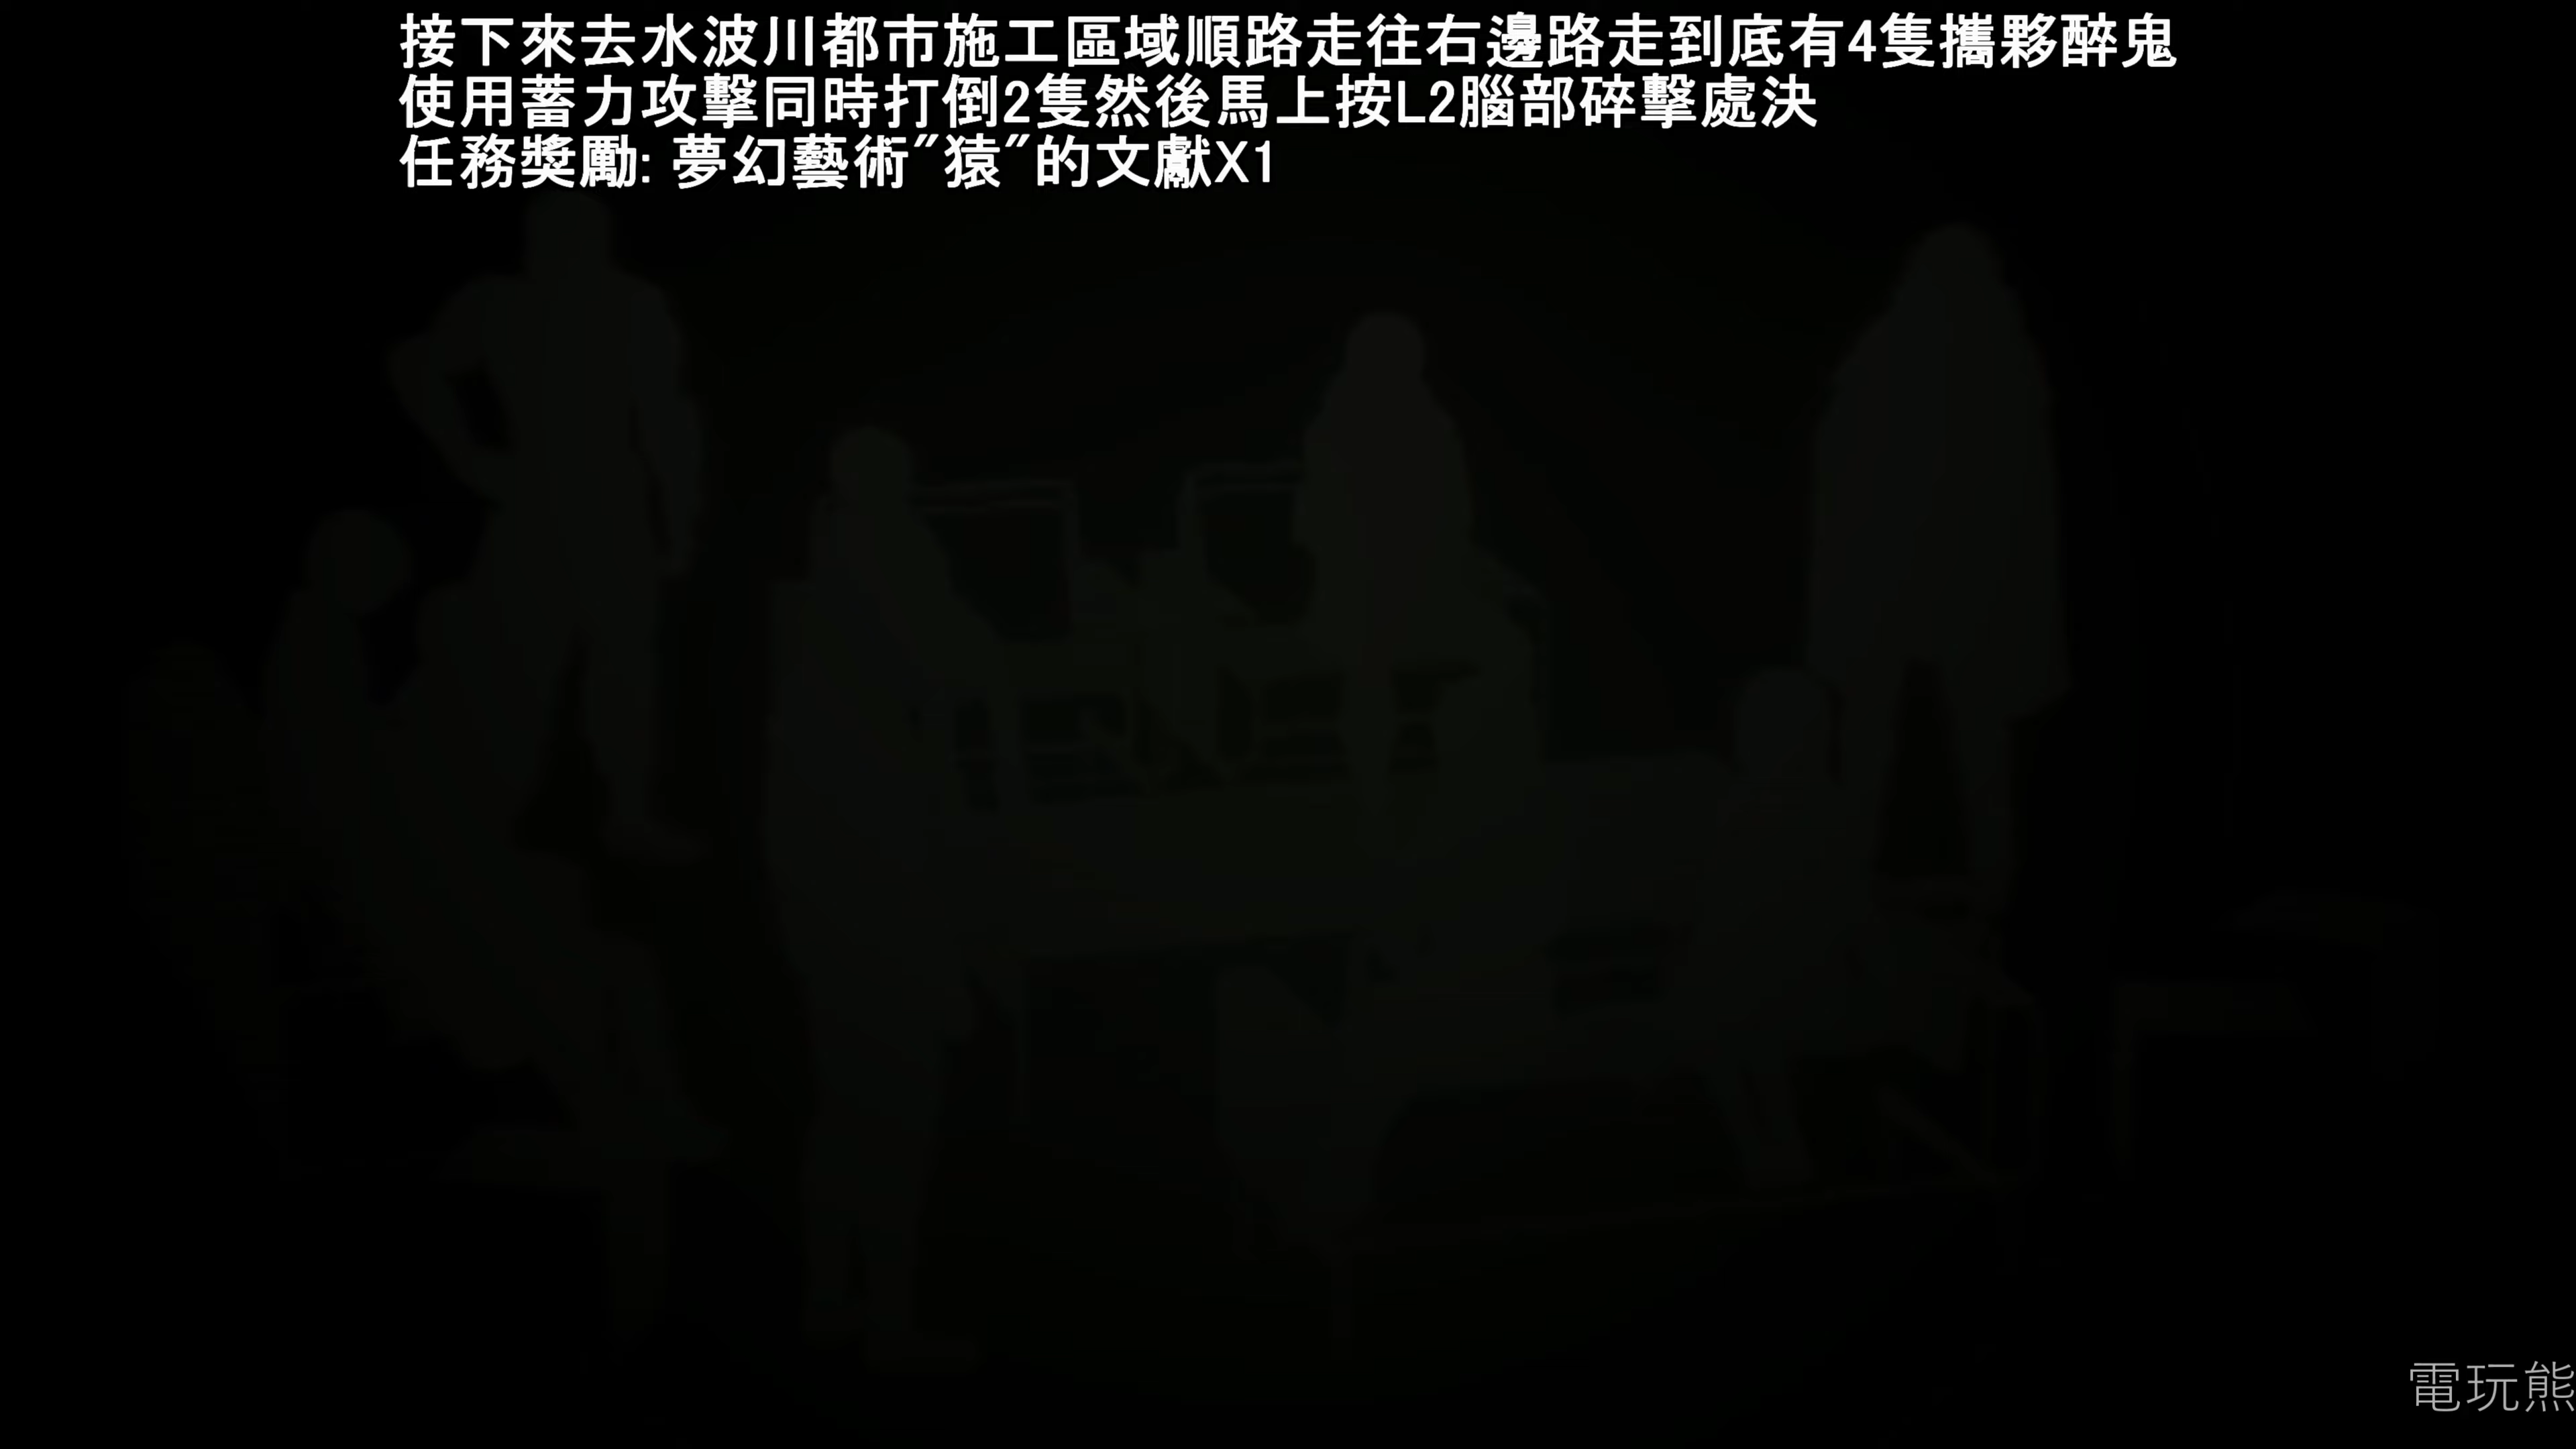 接下來去水波川都市施工區域順路走往右邊路走到底有4隻攜夥醉鬼
使用蓄力攻擊同時打倒2隻然後馬上按L2腦部碎擊處決
任務獎勵: 夢幻藝術"猿"的文獻X1
電玩熊